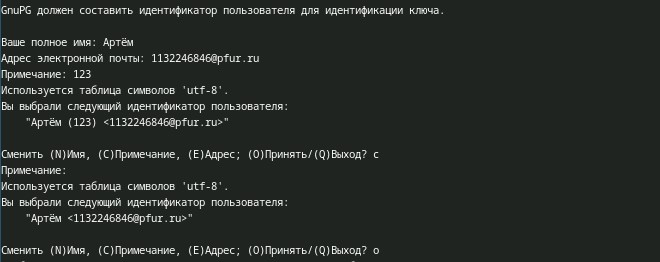 GnuPG должен составить идентификатор пользователя для идентификации ключа.
Ваше полное имя: Артём
Адрес электронной почты: 1132246846@pfur.ru
Примечание: 123
Используется таблица символов 'utf-8'.
Вы выбрали следующий идентификатор пользователя:
"Артём (123) <1132246846@pfur.ru>"
Сменить (N)Имя, (C)Примечание, (E)Адрес; (O)Принять/(Q)Выход? c
Примечание:
Используется таблица символов 'utf-8'.
Вы выбрали следующий идентификатор пользователя:
"Артём <1132246846@pfur.ru>"
Сменить (N)Имя, (C)Примечание, (E)Адрес; (O)Принять/(Q)Выход? o